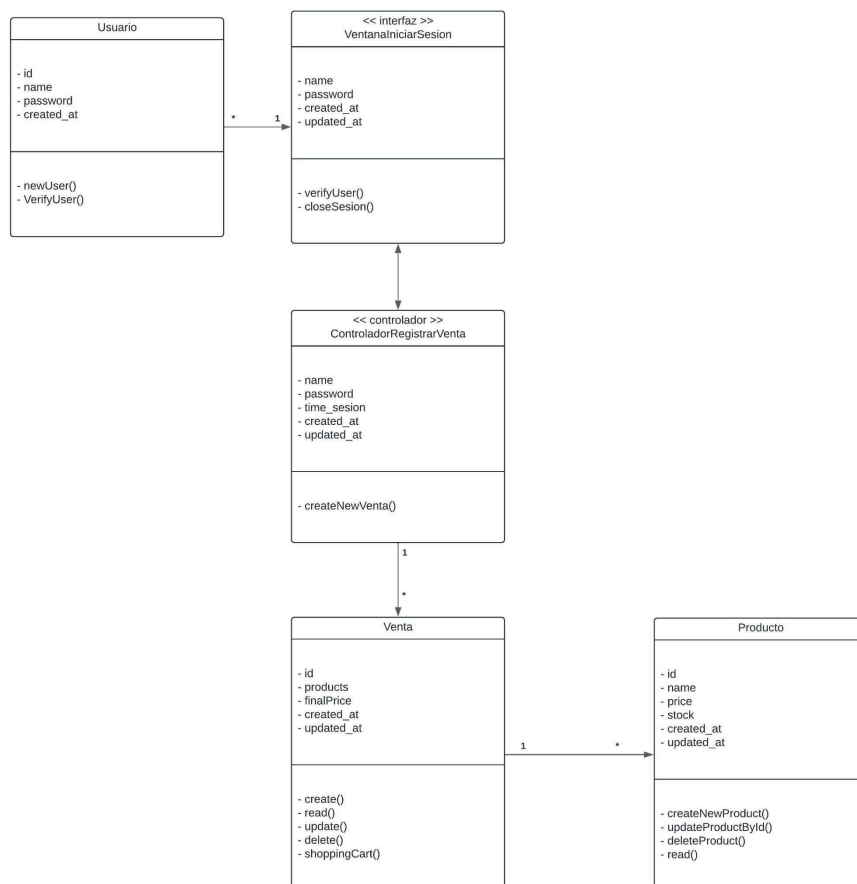 Usuario
- id
- name
- password
- created_at
- newUser()
- VerifyUser()
* 1
<< interfaz >>
VentanaIniciarSesion
- name
- password
- created_at
- updated_at
- verifyUser()
- closeSesion()
<< controlador >>
ControladorRegistrarVenta
- name
- password
- time_sesion
- created_at
- updated_at
- createNewVenta()
1
*
Venta
- id
- products
- finalPrice
- created_at
- updated_at
- create()
- read()
- update()
- delete()
- shoppingCart()
1 *
Producto
- id
- name
- price
- stock
- created_at
- updated_at
- createNewProduct()
- updateProductById()
- deleteProduct()
- read()